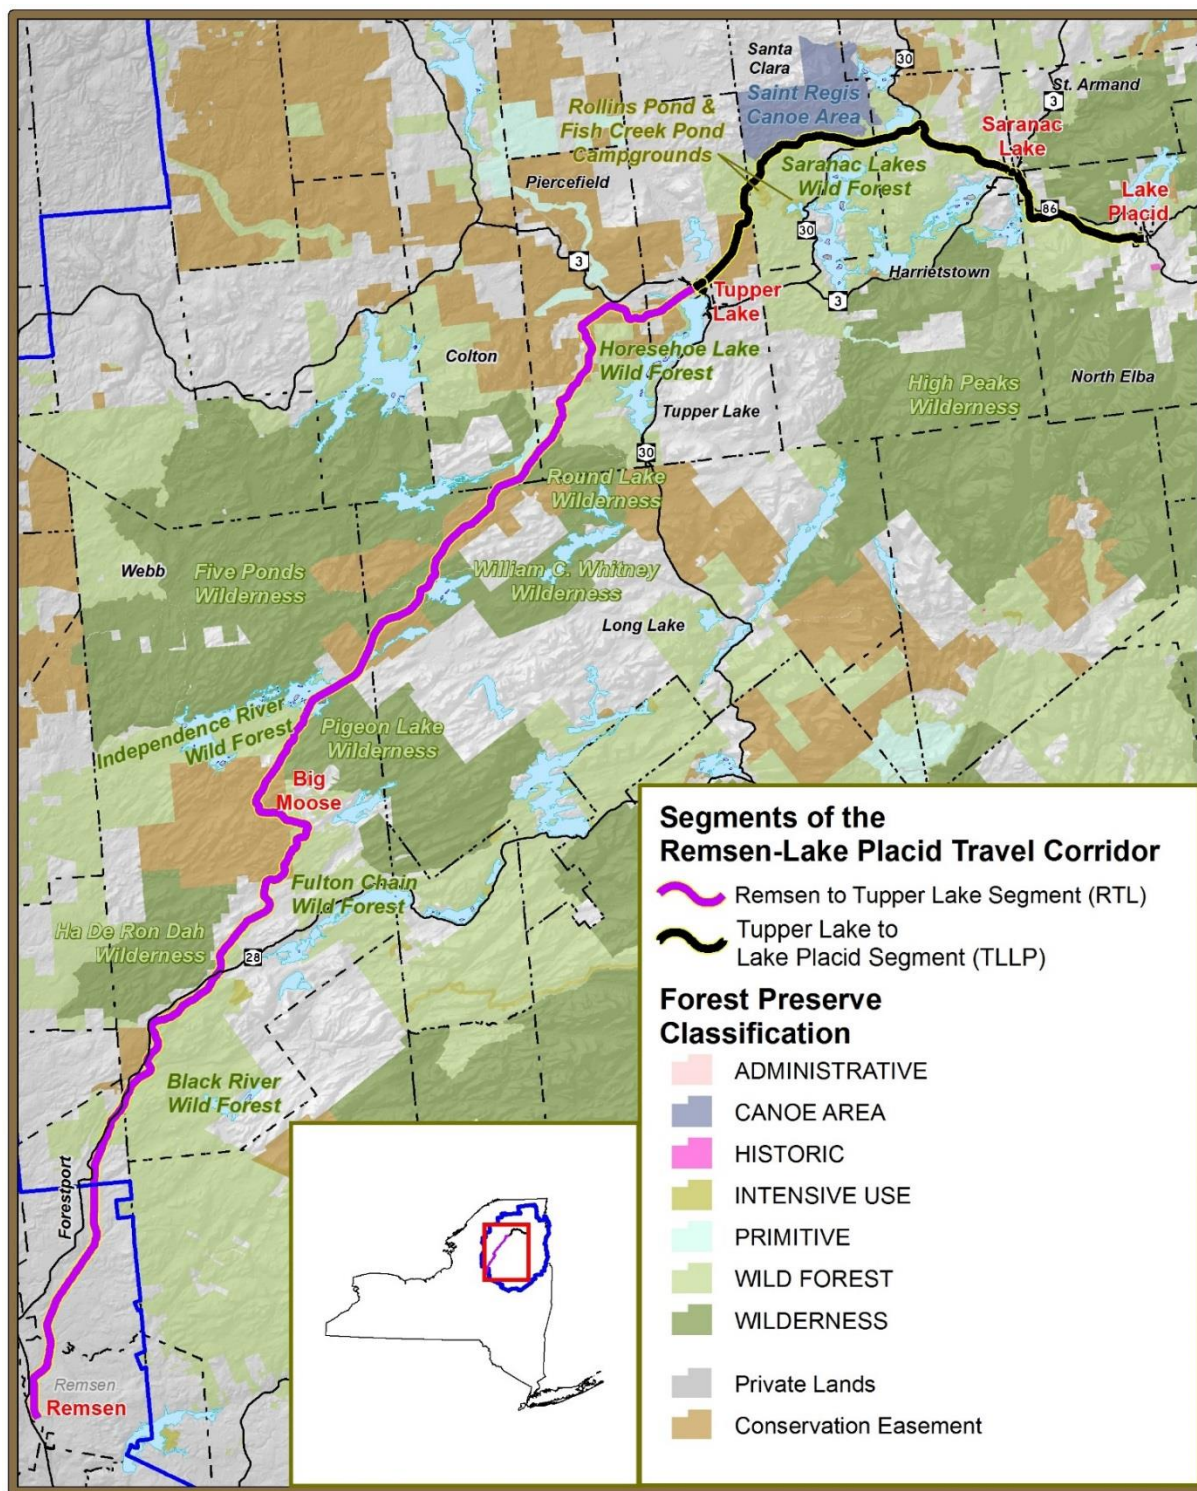 Santa
Clara
30
St. Armand
3
Saint Regis
Canoe Area
Rollins Pond &
Fish Creek Pond
Campgrounds
Saranac
Lake
Saranac Lakes
Wild Forest
Piercefield
Lake
Placid
86
30
3
Harrietstown
3
Tupper
Lake
Horesehoe Lake
Wild Forest
Colton
High Peaks
Wilderness
North Elba
Tupper Lake
30
Round Lake
Wilderness
Webb
Five Ponds
Wilderness
William C. Whitney
Wilderness
Long Lake
Independence River
Wild Forest
Pigeon Lake
Wilderness
Big
Moose
Fulton Chain
Wild Forest
Ha De Ron Dah
Wilderness
28
Black River
Wild Forest
Forestport
Remsen
Remsen
Segments of the
Remsen-Lake Placid Travel Corridor
Remsen to Tupper Lake Segment (RTL)
Tupper Lake to
Lake Placid Segment (TLLP)
Forest Preserve
Classification
ADMINISTRATIVE
CANOE AREA
HISTORIC
INTENSIVE USE
PRIMITIVE
WILD FOREST
WILDERNESS
Private Lands
Conservation Easement